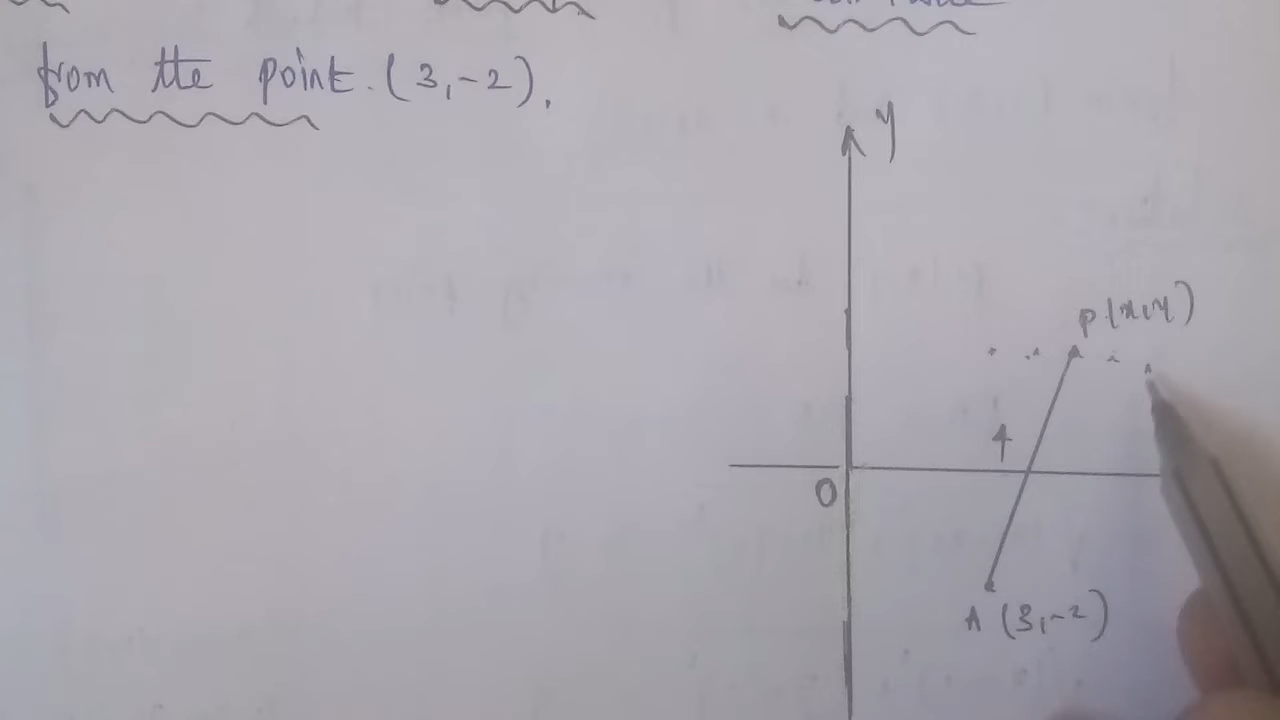 from the point. (3,-2).
y
P(x,y)
4
O
A (3,-2)